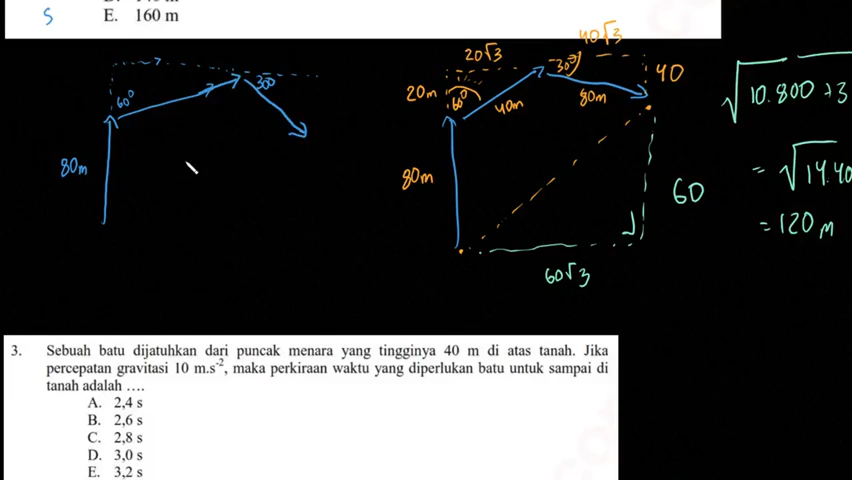 S
E. 160 m
60°
30°
80m
20√3
40√3
20m
60°
40m
30°
80m
40
80m
60
60√3
√10.800 + 3
= √14.40
= 120 m
3. Sebuah batu dijatuhkan dari puncak menara yang tingginya 40 m di atas tanah. Jika
percepatan gravitasi 10 m.s⁻², maka perkiraan waktu yang diperlukan batu untuk sampai di
tanah adalah ….
A. 2,4 s
B. 2,6 s
C. 2,8 s
D. 3,0 s
E. 3,2 s